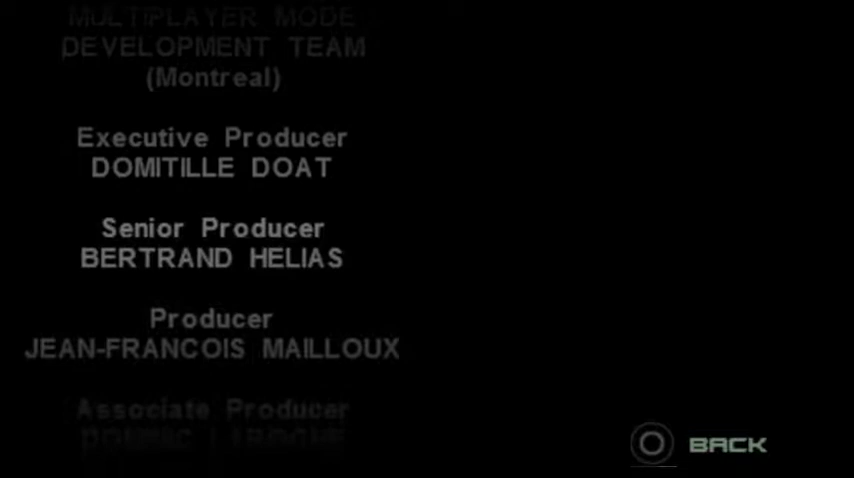 MULTIPLAYER MODE
DEVELOPMENT TEAM
(Montreal)
Executive Producer
DOMITILLE DOAT
Senior Producer
BERTRAND HELIAS
Producer
JEAN-FRANCOIS MAILLOUX
Associate Producer
BACK